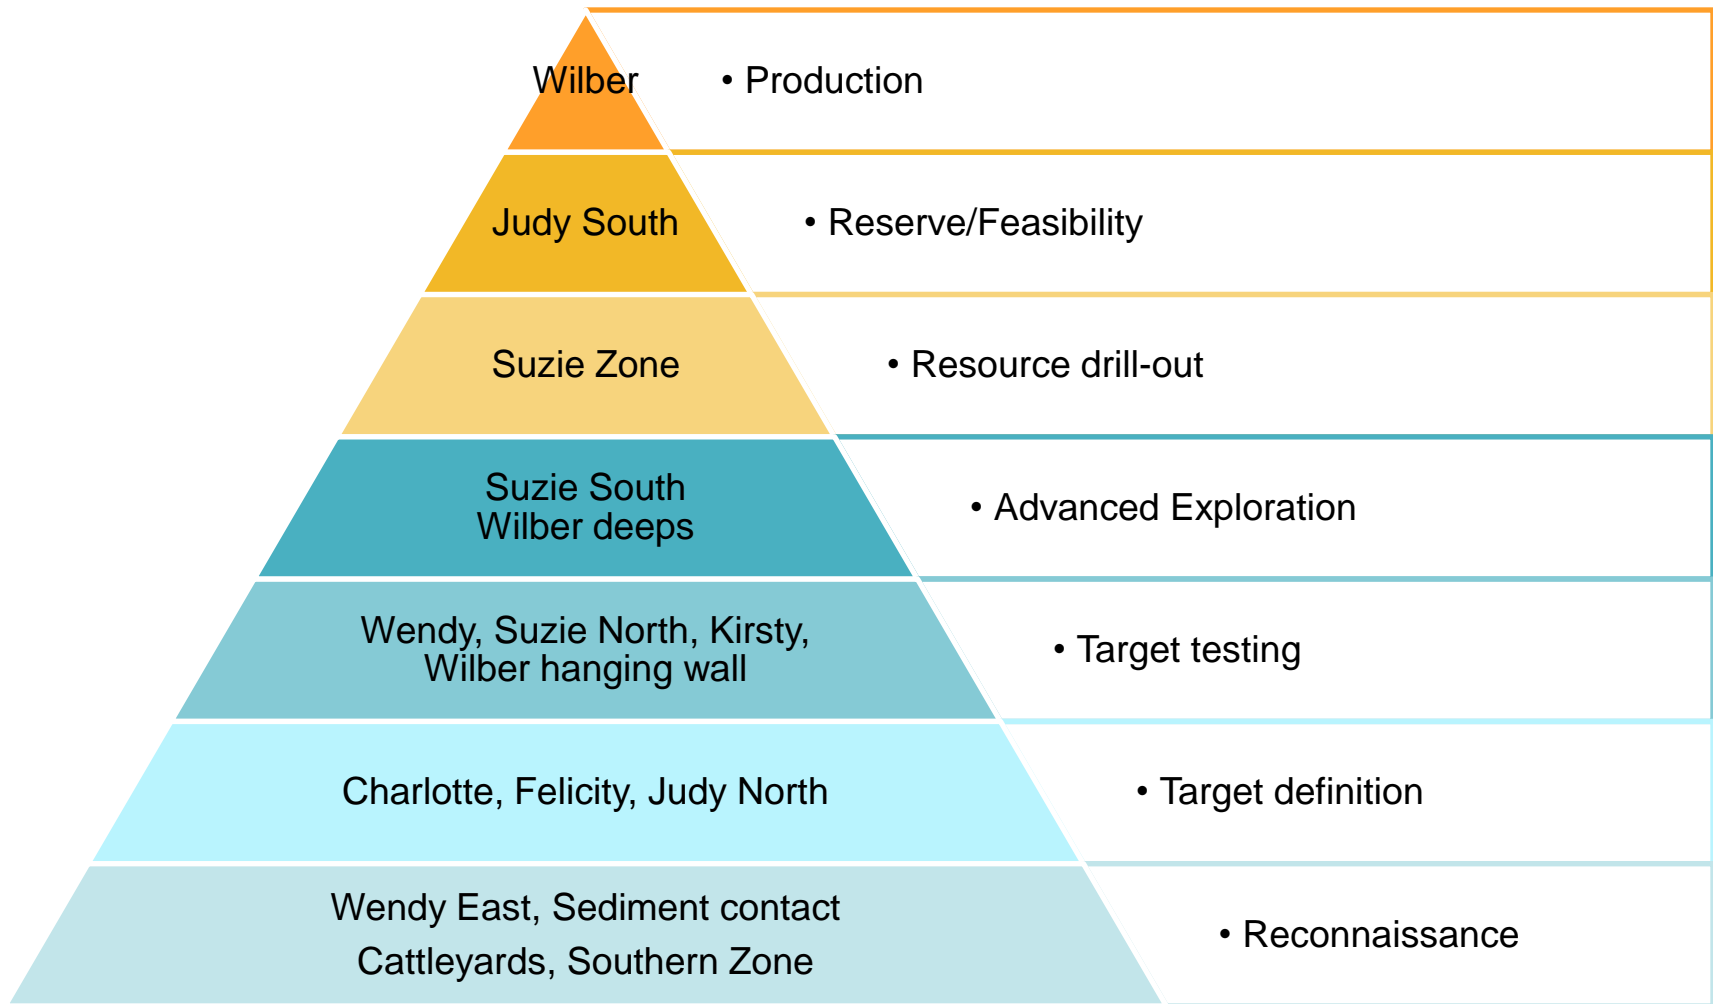 Wilber
• Production
Judy South
• Reserve/Feasibility
Suzie Zone
• Resource drill-out
Suzie South
Wilber deeps
• Advanced Exploration
Wendy, Suzie North, Kirsty,
Wilber hanging wall
• Target testing
Charlotte, Felicity, Judy North
• Target definition
Wendy East, Sediment contact
Cattleyards, Southern Zone
• Reconnaissance